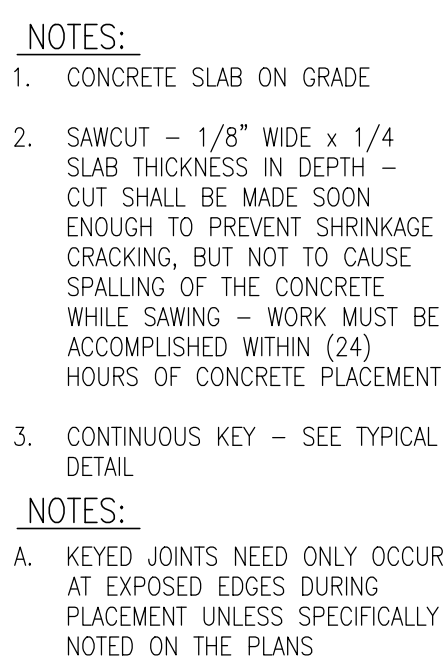 NOTES:
1. CONCRETE SLAB ON GRADE
2. SAWCUT – 1/8" WIDE x 1/4
SLAB THICKNESS IN DEPTH –
CUT SHALL BE MADE SOON
ENOUGH TO PREVENT SHRINKAGE
CRACKING, BUT NOT TO CAUSE
SPALLING OF THE CONCRETE
WHILE SAWING – WORK MUST BE
ACCOMPLISHED WITHIN (24)
HOURS OF CONCRETE PLACEMENT
3. CONTINUOUS KEY – SEE TYPICAL
DETAIL
NOTES:
A. KEYED JOINTS NEED ONLY OCCUR
AT EXPOSED EDGES DURING
PLACEMENT UNLESS SPECIFICALLY
NOTED ON THE PLANS